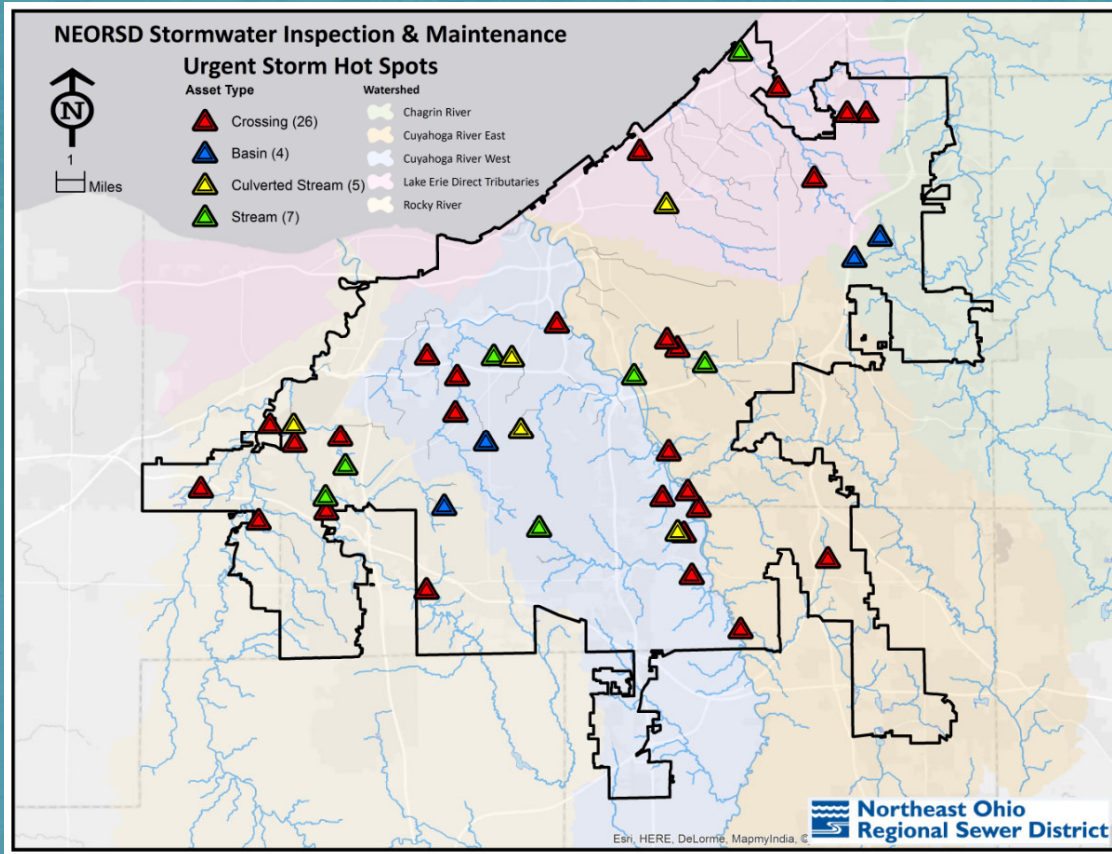 NEORSD Stormwater Inspection & Maintenance
Urgent Storm Hot Spots
N
1
Miles
Asset Type
Crossing (26)
Basin (4)
Culverted Stream (5)
Stream (7)
Watershed
Chagrin River
Cuyahoga River East
Cuyahoga River West
Lake Erie Direct Tributaries
Rocky River
Esri, HERE, DeLorme, MapmyIndia, ©
Northeast Ohio
Regional Sewer District